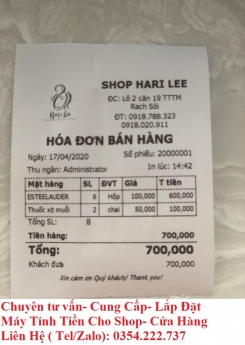 SHOP HARI LEE
Hari Lee
ĐC: Lô 2 căn 19 TTTM
Rạch Sỏi
ĐT: 0918.788.323
0918.020.911
HÓA ĐƠN BÁN HÀNG
Ngày: 17/04/2020 Số phiếu: 20000001
Thu ngân: Administrator In lúc: 14:42
Mặt hàng SL ĐVT Giá T tiền
ESTEELAUDER 6 Hộp 100,000 600,000
Thuốc xịt muỗi 2 chai 50,000 100,000
Tổng SL: 8
Tiền hàng: 700,000
Tổng: 700,000
Khách đưa 700,000
Xin cảm ơn Quý khách/ Thank you!
Chuyên tư vấn- Cung Cấp- Lắp Đặt
Máy Tính Tiền Cho Shop- Cửa Hàng
Liên Hệ ( Tel/Zalo): 0354.222.737